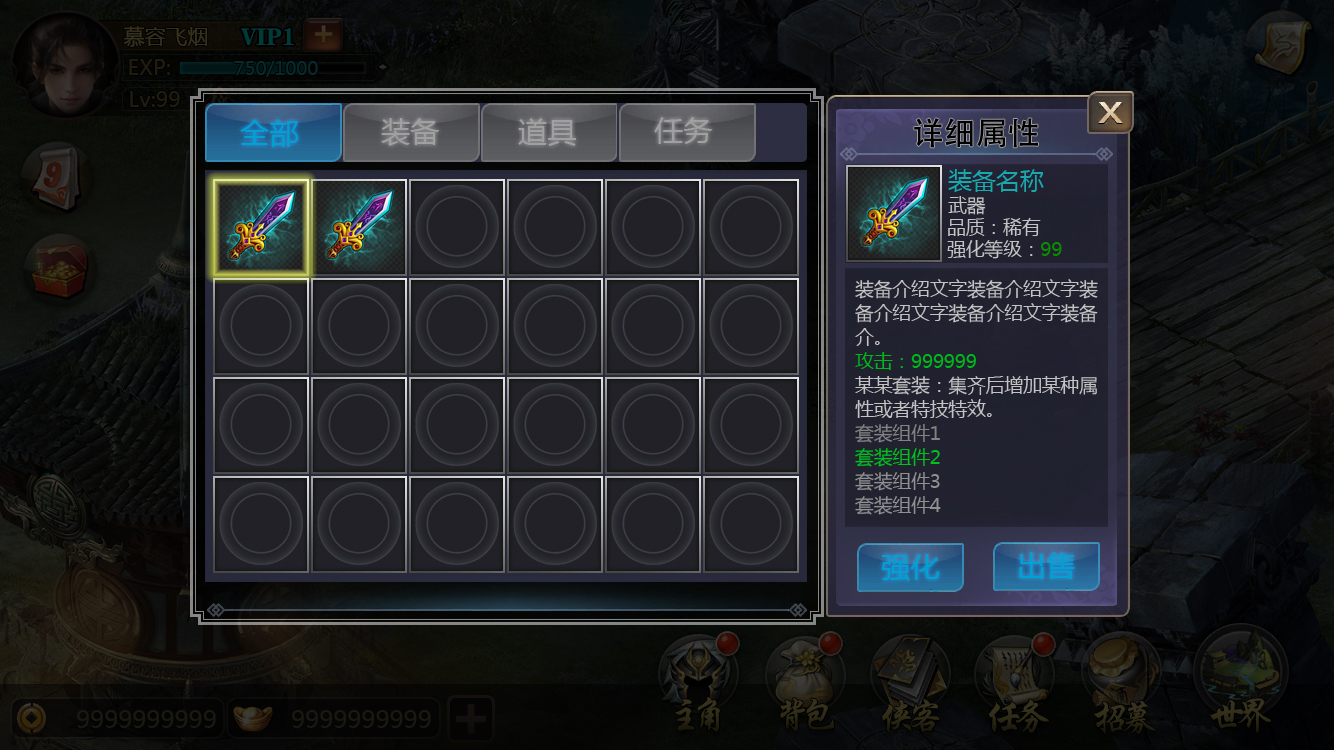 慕容飞烟 VIP1
EXP: 750/1000
Lv:99
9
全部 装备 道具 任务
X
详细属性
装备名称
武器
品质：稀有
强化等级：99
装备介绍文字装备介绍文字装
备介绍文字装备介绍文字装备
介。
攻击：999999
某某套装：集齐后增加某种属
性或者特技特效。
套装组件1
套装组件2
套装组件3
套装组件4
强化 出售
主角 背包 侠客 任务 招募 世界
9999999999 9999999999